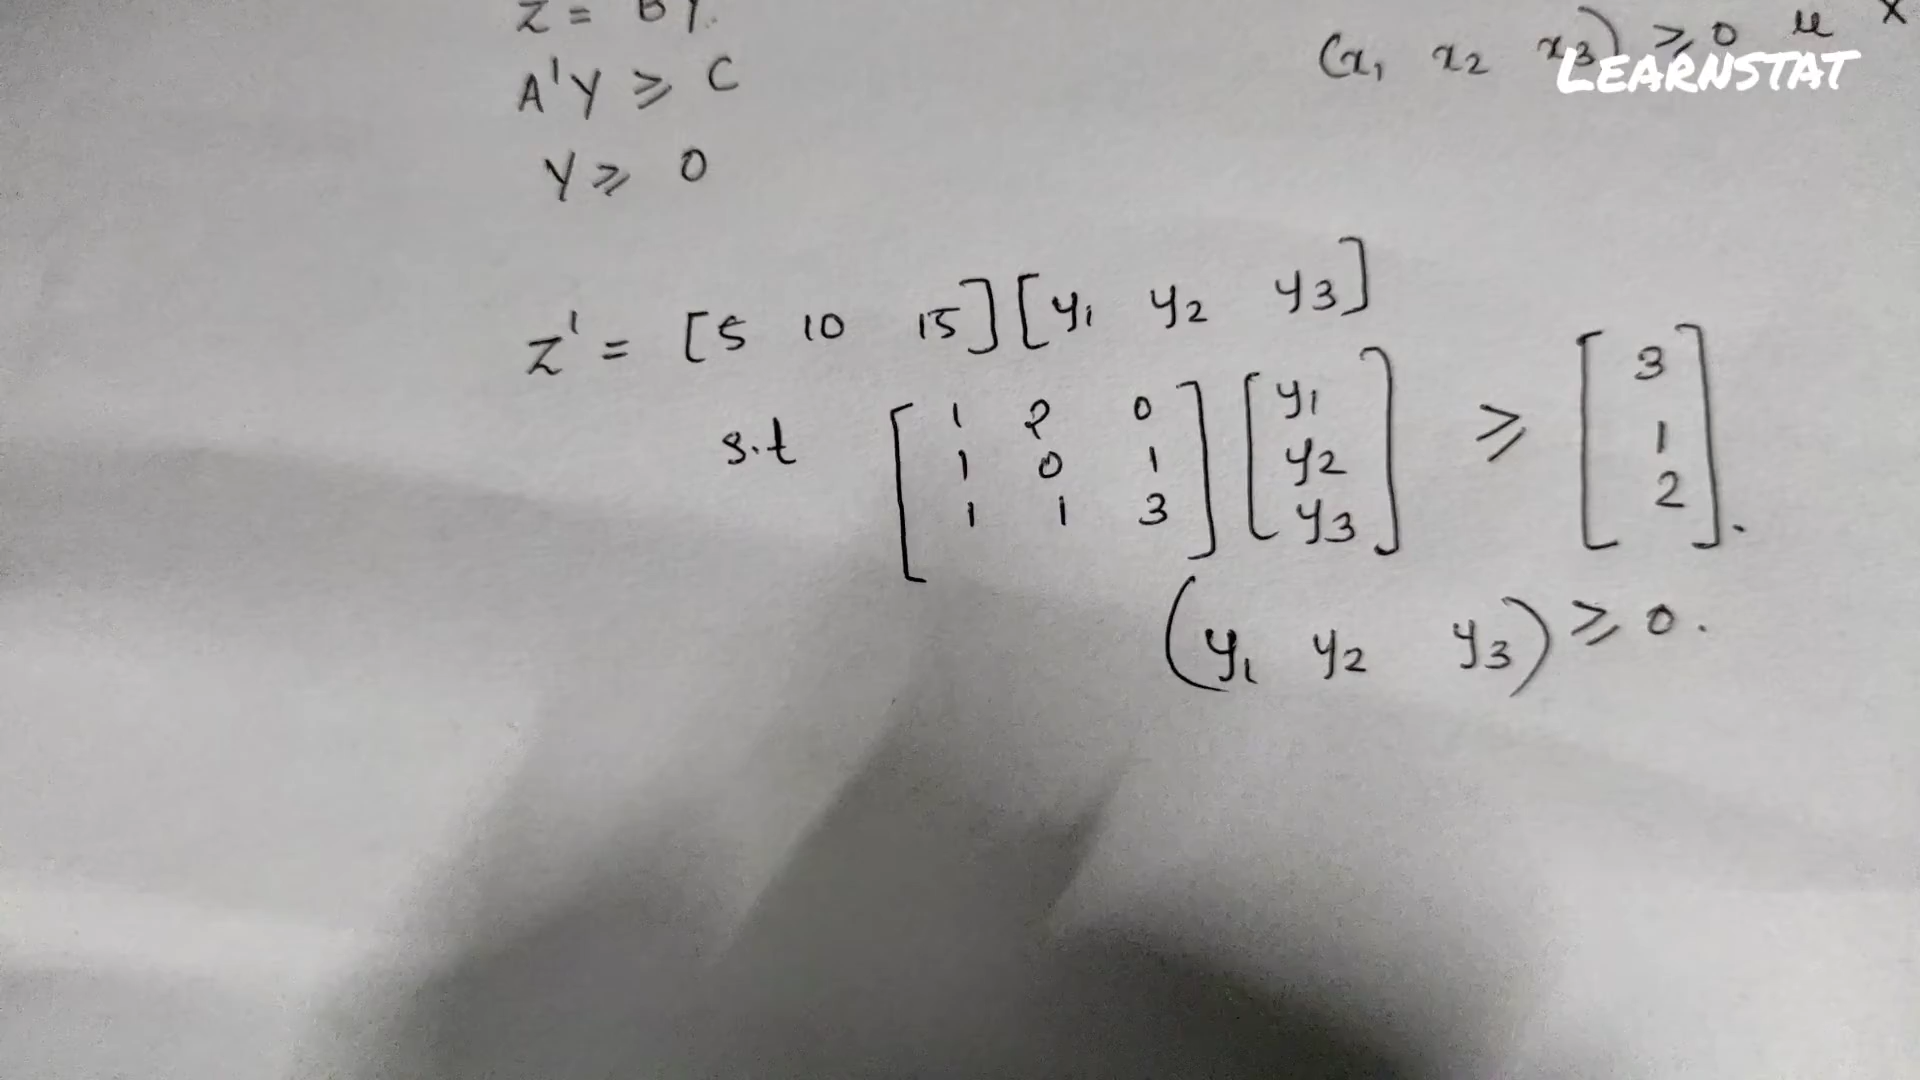 Z = BY.
A'Y ≥ C
Y ≥ 0
(x1 x2 x3) ≥ 0
LEARNSTAT
Z' = [5 10 15] [y1 y2 y3]
s.t [1 2 0] [y1] ≥ [3]
[1 0 1] [y2] [1]
[1 1 3] [y3] [2].
(y1 y2 y3) ≥ 0.